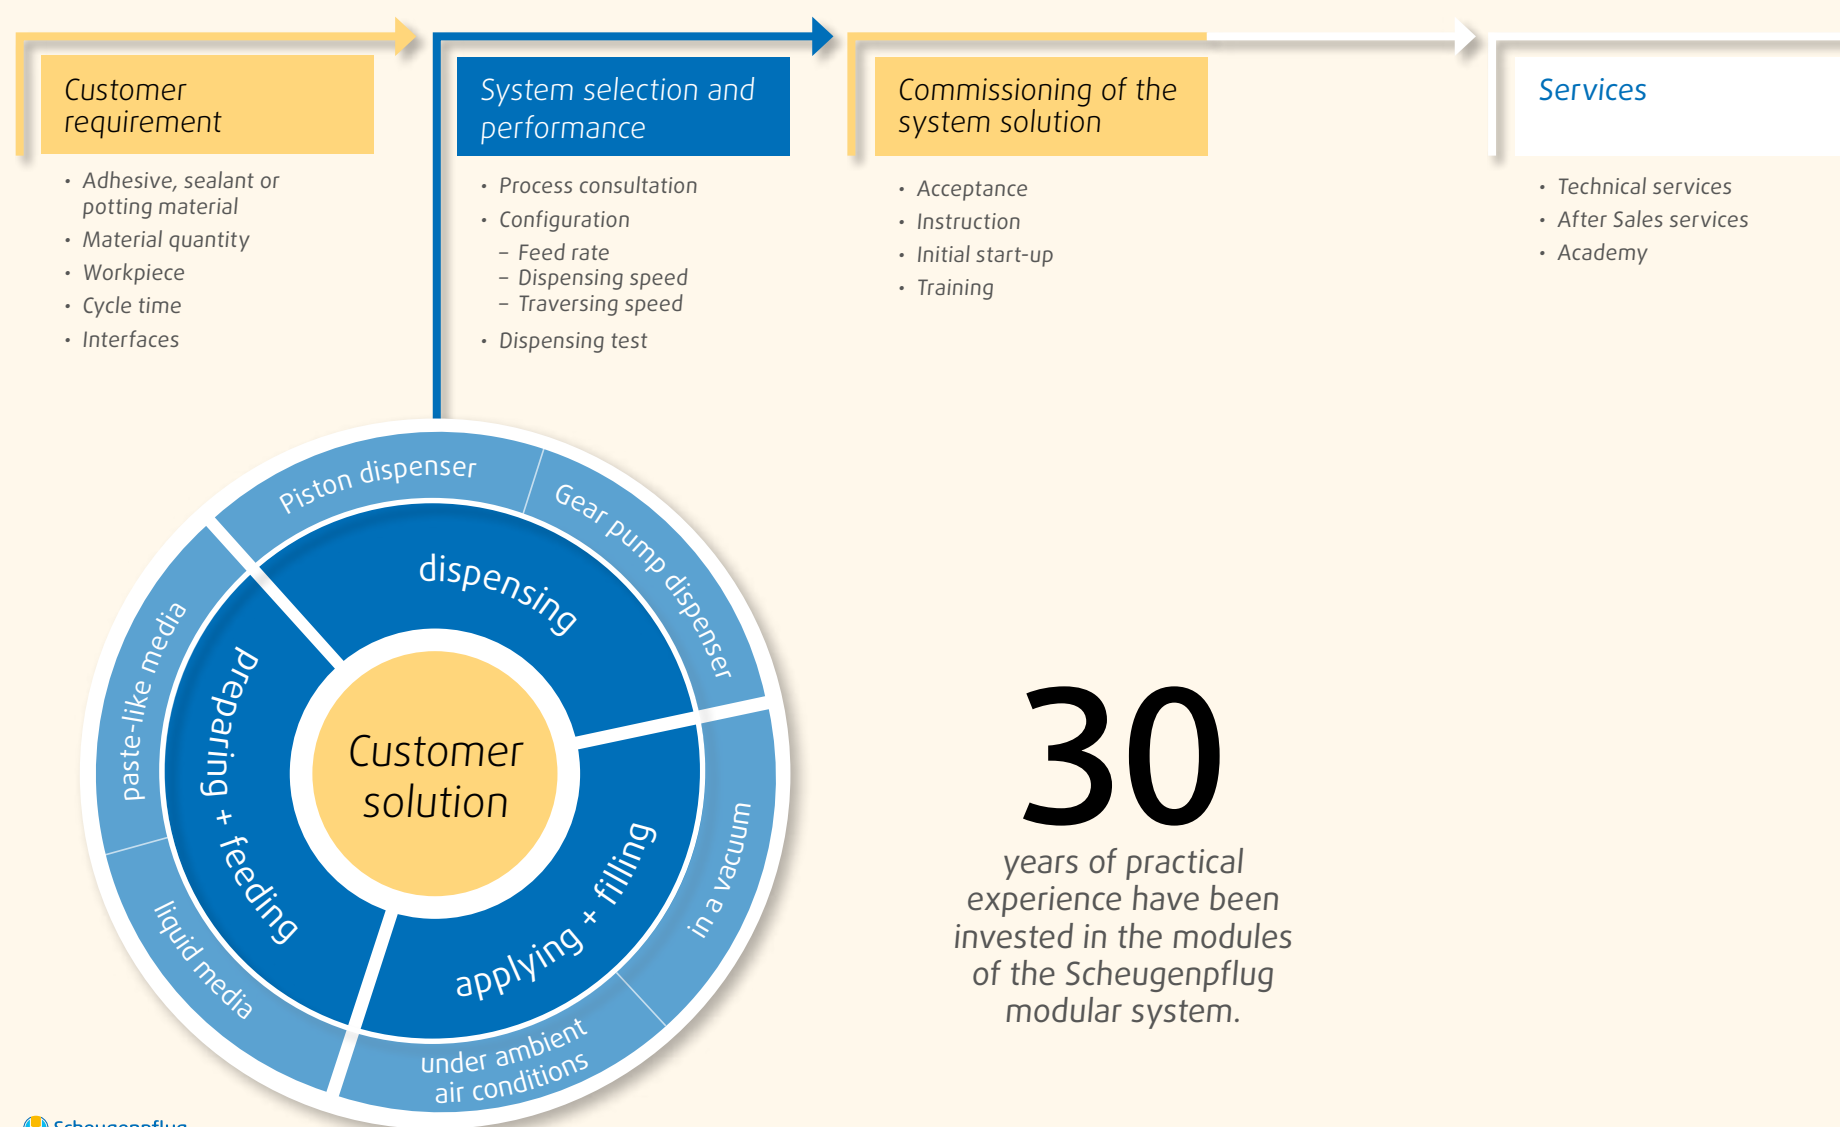 Customer
requirement
• Adhesive, sealant or
potting material
• Material quantity
• Workpiece
• Cycle time
• Interfaces
System selection and
performance
• Process consultation
• Configuration
– Feed rate
– Dispensing speed
– Traversing speed
• Dispensing test
Commissioning of the
system solution
• Acceptance
• Instruction
• Initial start-up
• Training
Services
• Technical services
• After Sales services
• Academy
Piston dispenser
Gear pump dispenser
dispensing
paste-like media
preparing + feeding
liquid media
Customer
solution
applying + filling
in a vacuum
under ambient
air conditions
30
years of practical
experience have been
invested in the modules
of the Scheugenpflug
modular system.
Scheugenpflug